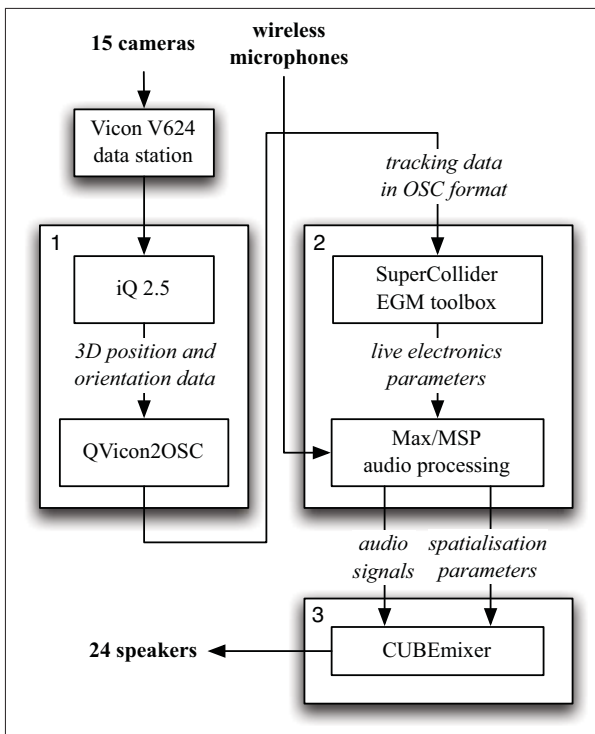 15 cameras
wireless
microphones
Vicon V624
data station
tracking data
in OSC format
1
iQ 2.5
3D position and
orientation data
QVicon2OSC
2
SuperCollider
EGM toolbox
live electronics
parameters
Max/MSP
audio processing
audio
signals
spatialisation
parameters
3
CUBEmixer
24 speakers